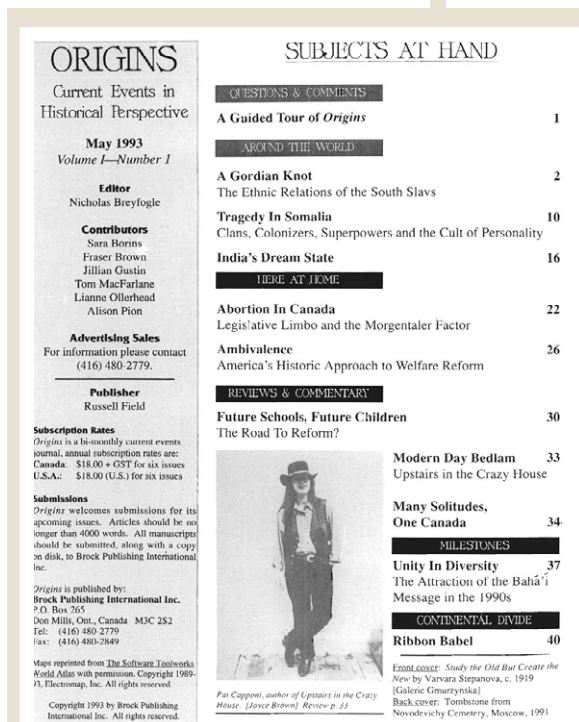 ORIGINS
Current Events in
Historical Perspective
May 1993
Volume I—Number 1
Editor
Nicholas Breyfogle
Contributors
Sara Borins
Fraser Brown
Jillian Gustin
Tom MacFarlane
Lianne Ollerhead
Alison Pion
Advertising Sales
For information please contact
(416) 480-2779.
Publisher
Russell Field
Subscription Rates
Origins is a bi-monthly current events
journal, annual subscription rates are:
Canada: $18.00 + GST for six issues
U.S.A.: $18.00 (U.S.) for six issues
Submissions
Origins welcomes submissions for its
upcoming issues. Articles should be no
longer than 4000 words. All manuscripts
should be submitted, along with a copy
on disk, to Brock Publishing International
Inc.
Origins is published by:
Brock Publishing International Inc.
P.O. Box 265
Don Mills, Ont., Canada M3C 2S2
Tel: (416) 480-2779
Fax: (416) 480-2849
Maps reprinted from The Software Toolworks
World Atlas with permission. Copyright 1989-
93, Electromap, Inc. All rights reserved.
Copyright 1993 by Brock Publishing
International Inc. All rights reserved.
SUBJECTS AT HAND
QUESTIONS & COMMENTS
A Guided Tour of Origins 1
AROUND THE WORLD
A Gordian Knot 2
The Ethnic Relations of the South Slavs
Tragedy In Somalia 10
Clans, Colonizers, Superpowers and the Cult of Personality
India's Dream State 16
HERE AT HOME
Abortion In Canada 22
Legislative Limbo and the Morgentaler Factor
Ambivalence 26
America's Historic Approach to Welfare Reform
REVIEWS & COMMENTARY
Future Schools, Future Children 30
The Road To Reform?
Modern Day Bedlam 33
Upstairs in the Crazy House
Many Solitudes,
One Canada 34
MILESTONES
Unity In Diversity 37
The Attraction of the Bahá'í
Message in the 1990s
CONTINENTAL DIVIDE
Ribbon Babel 40
Pat Capponi, author of Upstairs in the Crazy
House. [Joyce Brown] Review p. 33
Front cover: Study the Old But Create the
New by Varvara Stepanova, c. 1919
[Galerie Gmurzynska]
Back cover: Tombstone from
Novodevichy Cemetery, Moscow, 1991